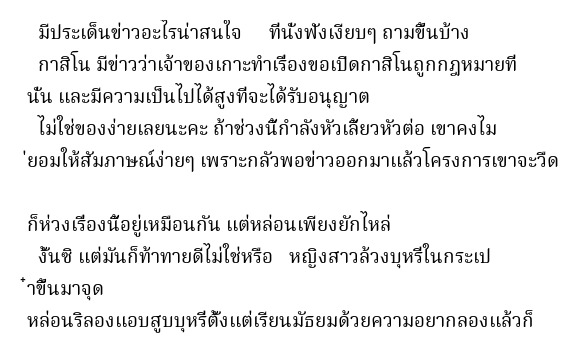 มีประเด็นข่าวอะไรน่าสนใจ ที่นั่งฟังเงียบๆ ถามขึ้นบ้าง
กาสิโน มีข่าวว่าเจ้าของเกาะทำเรื่องขอเปิดกาสิโนถูกกฎหมายที่
นั่น และมีความเป็นไปได้สูงที่จะได้รับอนุญาต
ไม่ใช่ของง่ายเลยนะคะ ถ้าช่วงนี้กำลังหัวเลี้ยวหัวต่อ เขาคงไม
่ยอมให้สัมภาษณ์ง่ายๆ เพราะกลัวพอข่าวออกมาแล้วโครงการเขาจะวืด
ก็ห่วงเรื่องนี้อยู่เหมือนกัน แต่หล่อนเพียงยักไหล่
งั้นซิ แต่มันก็ท้าทายดีไม่ใช่หรือ หญิงสาวล้วงบุหรี่ในกระเป
๋าขึ้นมาจุด
หล่อนริลองแอบสูบบุหรี่ตั้งแต่เรียนมัธยมด้วยความอยากลองแล้วก็